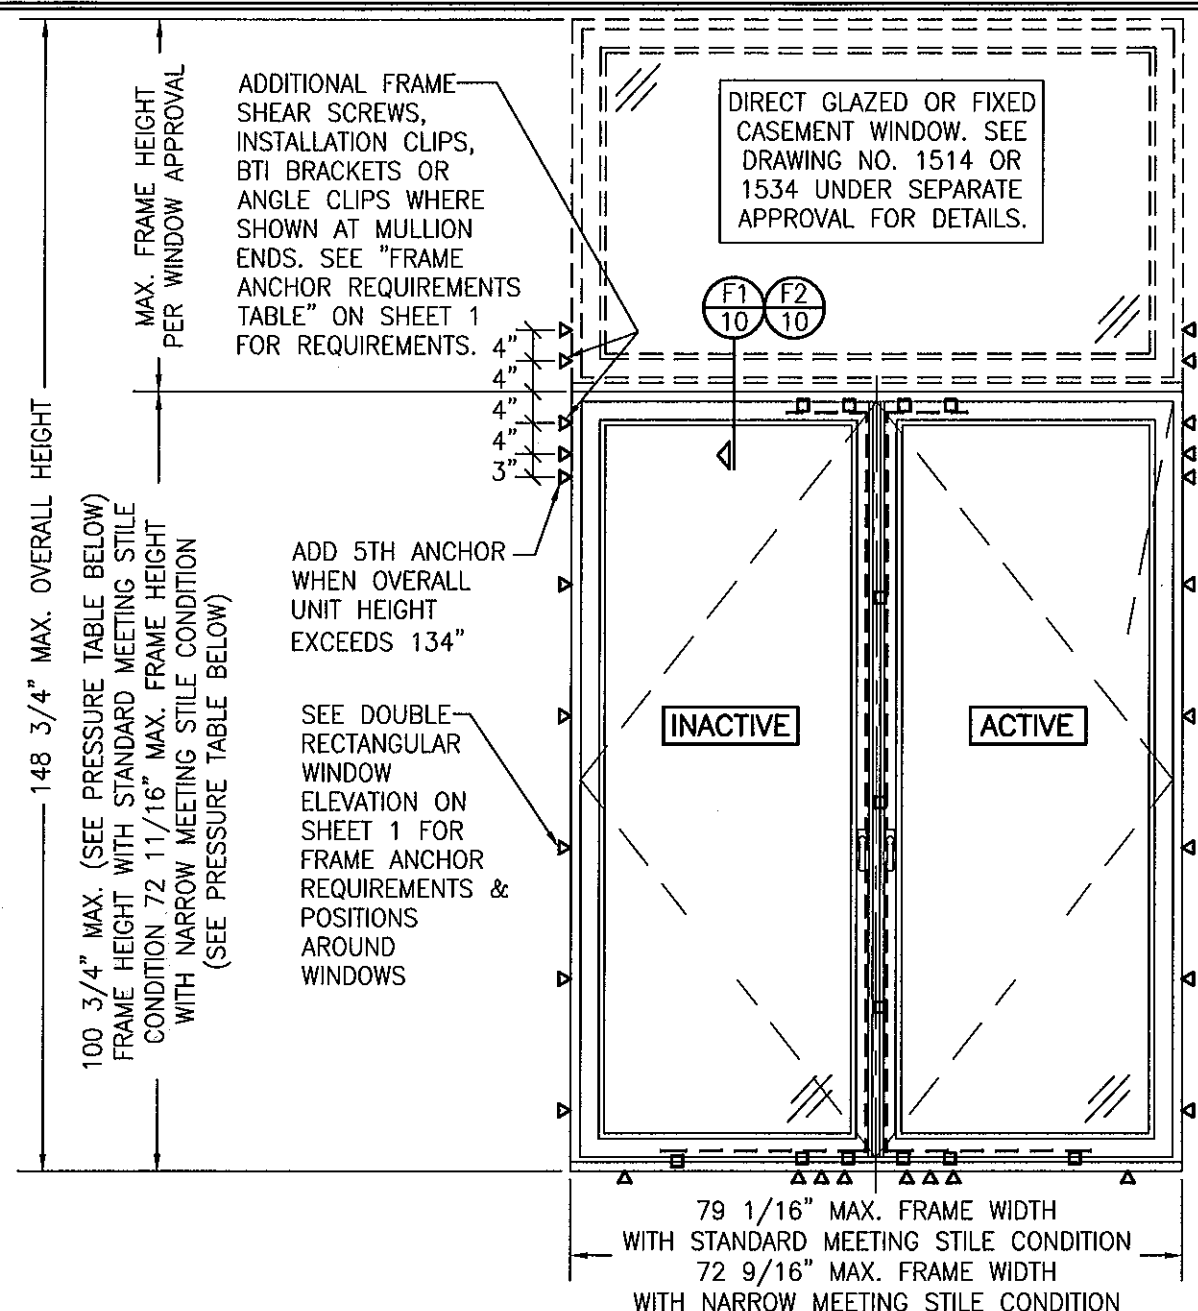 148 3/4" MAX. OVERALL HEIGHT
MAX. FRAME HEIGHT
PER WINDOW APPROVAL
100 3/4" MAX. (SEE PRESSURE TABLE BELOW)
FRAME HEIGHT WITH STANDARD MEETING STILE
CONDITION 72 11/16" MAX. FRAME HEIGHT
WITH NARROW MEETING STILE CONDITION
(SEE PRESSURE TABLE BELOW)
ADDITIONAL FRAME
SHEAR SCREWS,
INSTALLATION CLIPS,
BTI BRACKETS OR
ANGLE CLIPS WHERE
SHOWN AT MULLION
ENDS. SEE "FRAME
ANCHOR REQUIREMENTS
TABLE" ON SHEET 1
FOR REQUIREMENTS.
4"
4"
4"
4"
3"
DIRECT GLAZED OR FIXED
CASEMENT WINDOW. SEE
DRAWING NO. 1514 OR
1534 UNDER SEPARATE
APPROVAL FOR DETAILS.
F1
10
F2
10
ADD 5TH ANCHOR
WHEN OVERALL
UNIT HEIGHT
EXCEEDS 134"
SEE DOUBLE
RECTANGULAR
WINDOW
ELEVATION ON
SHEET 1 FOR
FRAME ANCHOR
REQUIREMENTS &
POSITIONS
AROUND
WINDOWS
INACTIVE
ACTIVE
79 1/16" MAX. FRAME WIDTH
WITH STANDARD MEETING STILE CONDITION
72 9/16" MAX. FRAME WIDTH
WITH NARROW MEETING STILE CONDITION